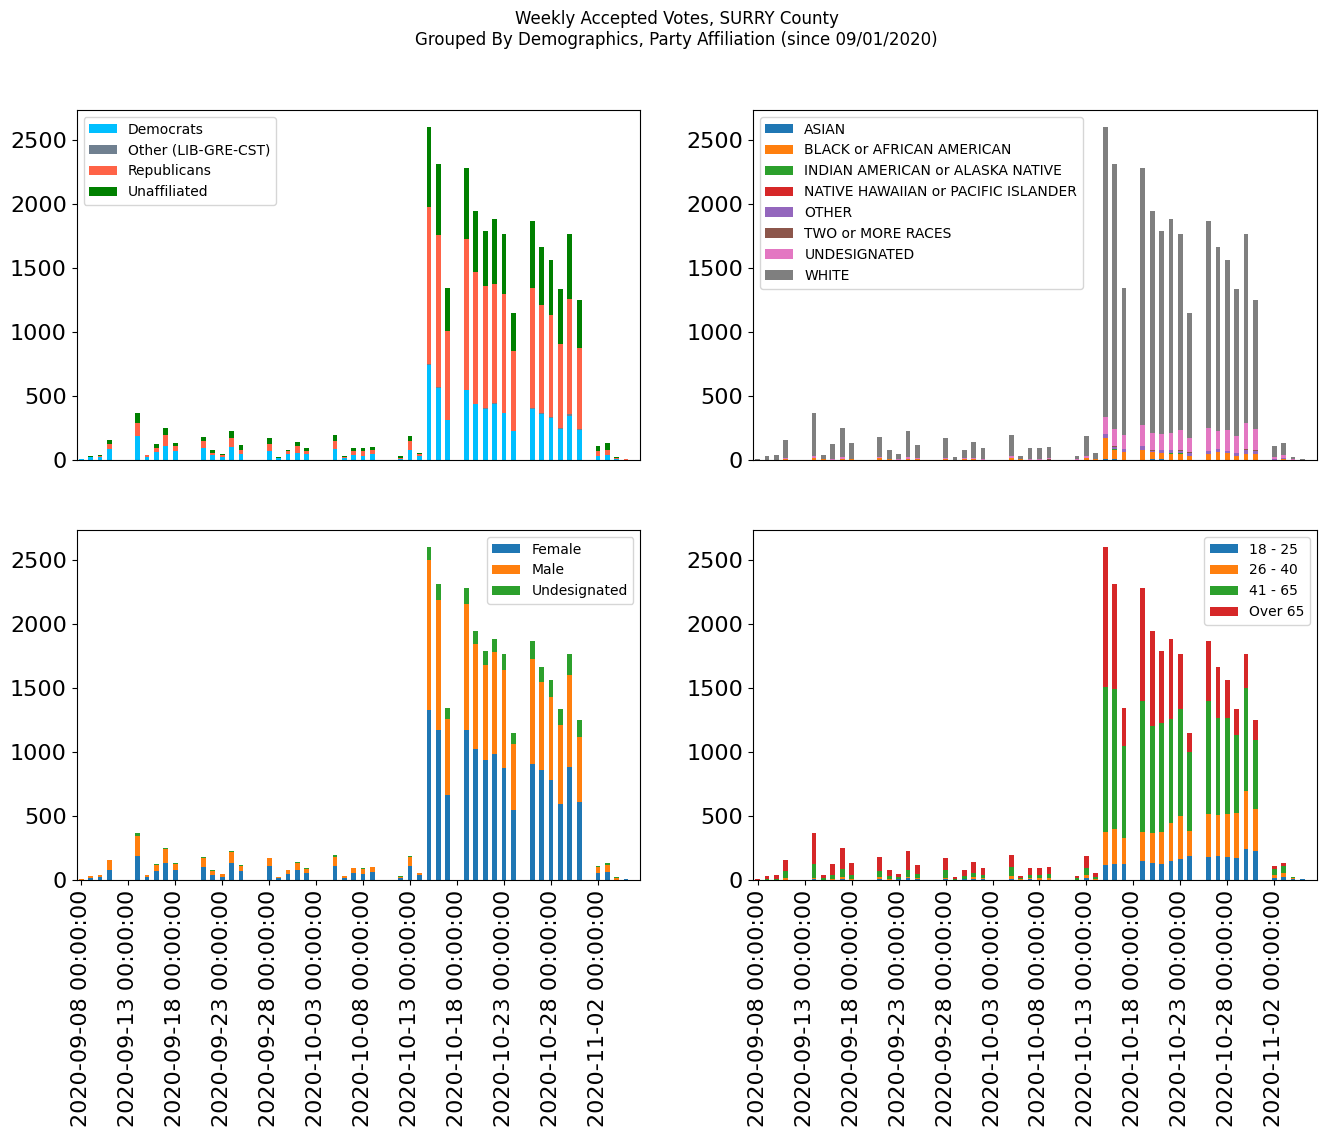 Weekly Accepted Votes, SURRY County
Grouped By Demographics, Party Affiliation (since 09/01/2020)
2500
2000
1500
1000
500
0
Democrats
Other (LIB-GRE-CST)
Republicans
Unaffiliated
2500
2000
1500
1000
500
0
ASIAN
BLACK or AFRICAN AMERICAN
INDIAN AMERICAN or ALASKA NATIVE
NATIVE HAWAIIAN or PACIFIC ISLANDER
OTHER
TWO or MORE RACES
UNDESIGNATED
WHITE
2500
2000
1500
1000
500
0
Female
Male
Undesignated
2020-09-08 00:00:00
2020-09-13 00:00:00
2020-09-18 00:00:00
2020-09-23 00:00:00
2020-09-28 00:00:00
2020-10-03 00:00:00
2020-10-08 00:00:00
2020-10-13 00:00:00
2020-10-18 00:00:00
2020-10-23 00:00:00
2020-10-28 00:00:00
2020-11-02 00:00:00
2500
2000
1500
1000
500
0
18 - 25
26 - 40
41 - 65
Over 65
2020-09-08 00:00:00
2020-09-13 00:00:00
2020-09-18 00:00:00
2020-09-23 00:00:00
2020-09-28 00:00:00
2020-10-03 00:00:00
2020-10-08 00:00:00
2020-10-13 00:00:00
2020-10-18 00:00:00
2020-10-23 00:00:00
2020-10-28 00:00:00
2020-11-02 00:00:00